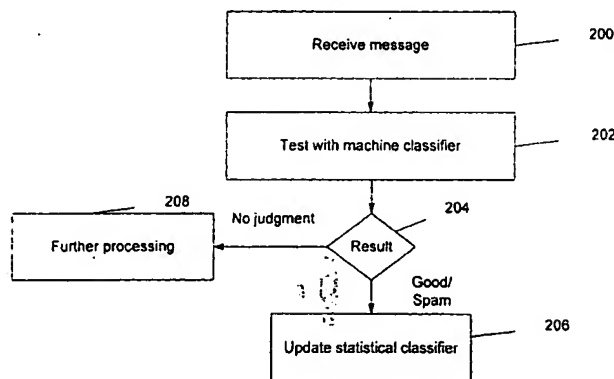 Receive message
200
Test with machine classifier
202
208
No judgment
204
Further processing
Result
Good/
Spam
206
Update statistical classifier